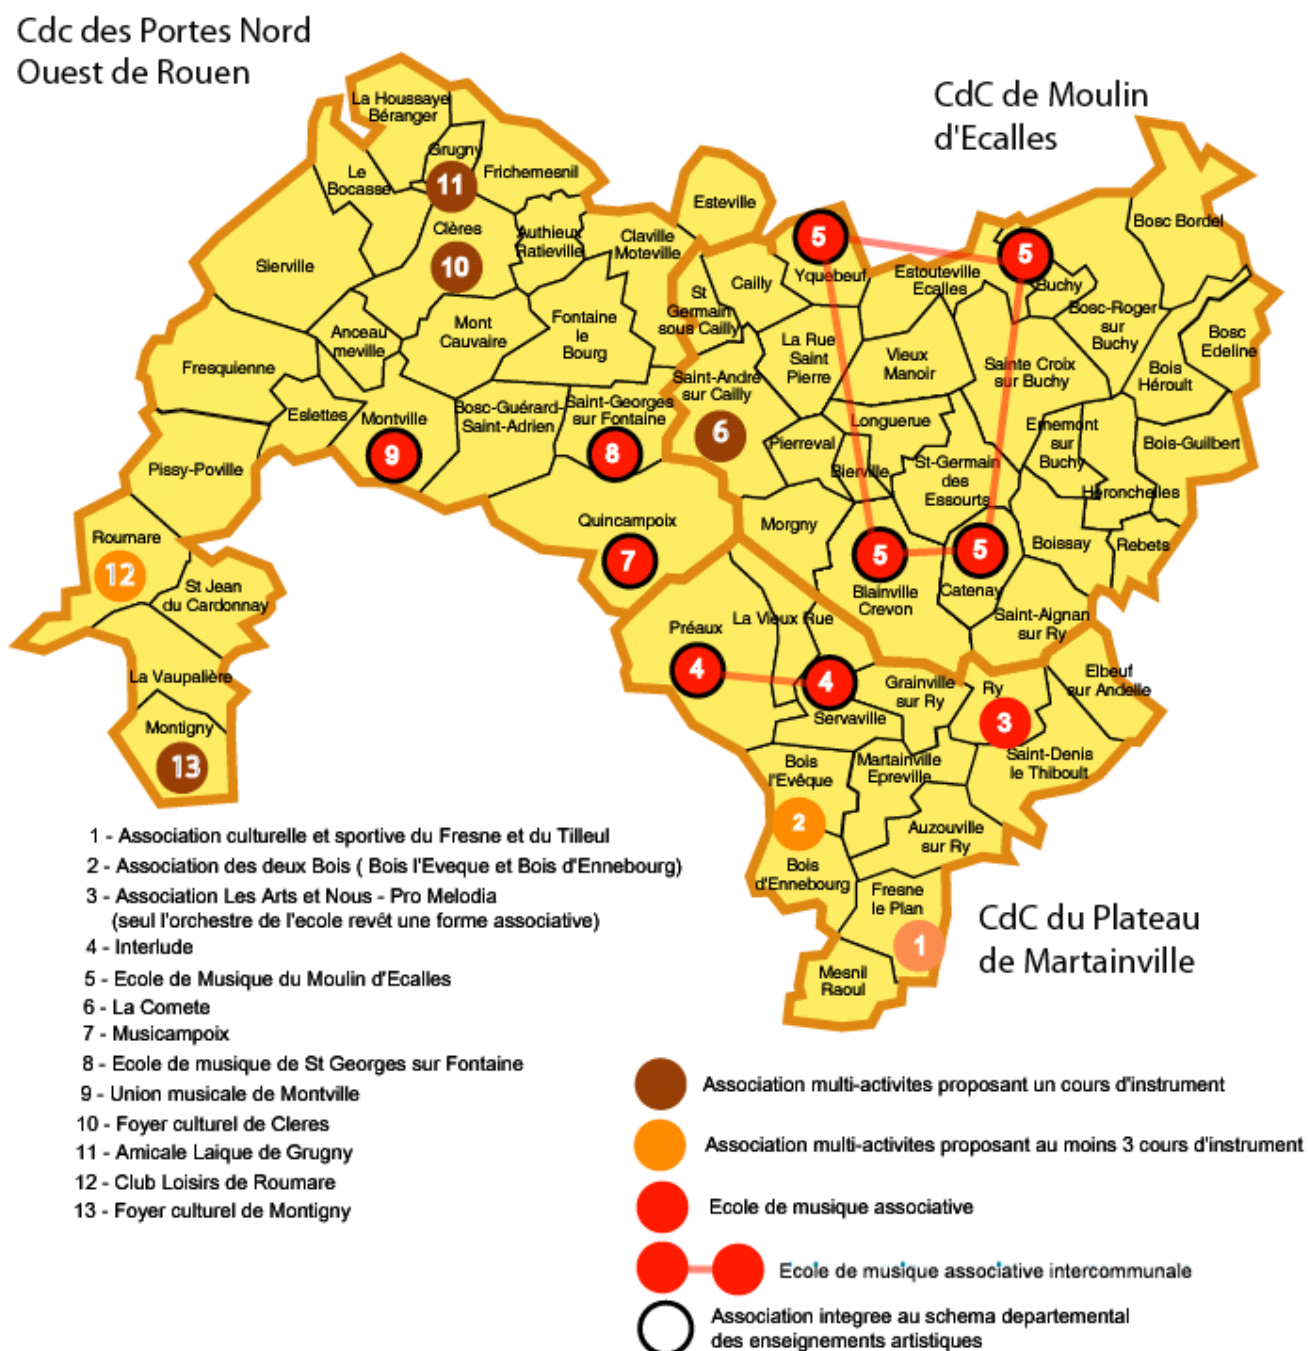 Cdc des Portes Nord
Ouest de Rouen
CdC de Moulin
d'Ecalles
La Houssaye
Béranger
Grugny
Le
Bocasse
11
Frichemesnil
Esteville
Clères
Authieux
Ratieville
Claville
Moteville
5
5
Bosc Bordel
Sierville
10
Cailly
Yquebeuf
Estouteville
Ecalles
Buchy
St
Germain
sous Cailly
Bosc-Roger
sur
Buchy
Bosc
Edeline
Anceau
meville
Mont
Cauvaire
Fontaine
le
Bourg
La Rue
Saint
Pierre
Vieux
Manoir
Sainte Croix
sur Buchy
Bois
Héroult
Fresquienne
Saint-André
sur Cailly
Eslettes
Montville
Bosc-Guérard-
Saint-Adrien
Saint-Georges
sur Fontaine
Longuerue
Ernemont
sur
Buchy
Bois-Guilbert
9
8
6
Pierreval
Bierville
St-Germain
des
Essourts
Pissy-Poville
Héronchelles
Quincampoix
Morgny
Boissay
Rebets
Roumare
12
7
5
5
St Jean
du Cardonnay
Blainville
Crevon
Catenay
Saint-Aignan
sur Ry
Préaux
La Vieux Rue
La Vaupalière
4
4
Grainville
sur Ry
Ry
Elbeuf
sur Andelle
Servaville
3
Montigny
13
Bois
l'Evêque
Martainville
Epreville
Saint-Denis
le Thiboult
2
Auzouville
sur Ry
Bois
d'Ennebourg
Fresne
le Plan
1
Mesnil
Raoul
CdC du Plateau
de Martainville
1 - Association culturelle et sportive du Fresne et du Tilleul
2 - Association des deux Bois ( Bois l'Eveque et Bois d'Ennebourg)
3 - Association Les Arts et Nous - Pro Melodia
(seul l'orchestre de l'ecole revêt une forme associative)
4 - Interlude
5 - Ecole de Musique du Moulin d'Ecalles
6 - La Comete
7 - Musicampoix
8 - Ecole de musique de St Georges sur Fontaine
9 - Union musicale de Montville
10 - Foyer culturel de Cleres
11 - Amicale Laique de Grugny
12 - Club Loisirs de Roumare
13 - Foyer culturel de Montigny
Association multi-activites proposant un cours d'instrument
Association multi-activites proposant au moins 3 cours d'instrument
Ecole de musique associative
Ecole de musique associative intercommunale
Association integree au schema departemental
des enseignements artistiques